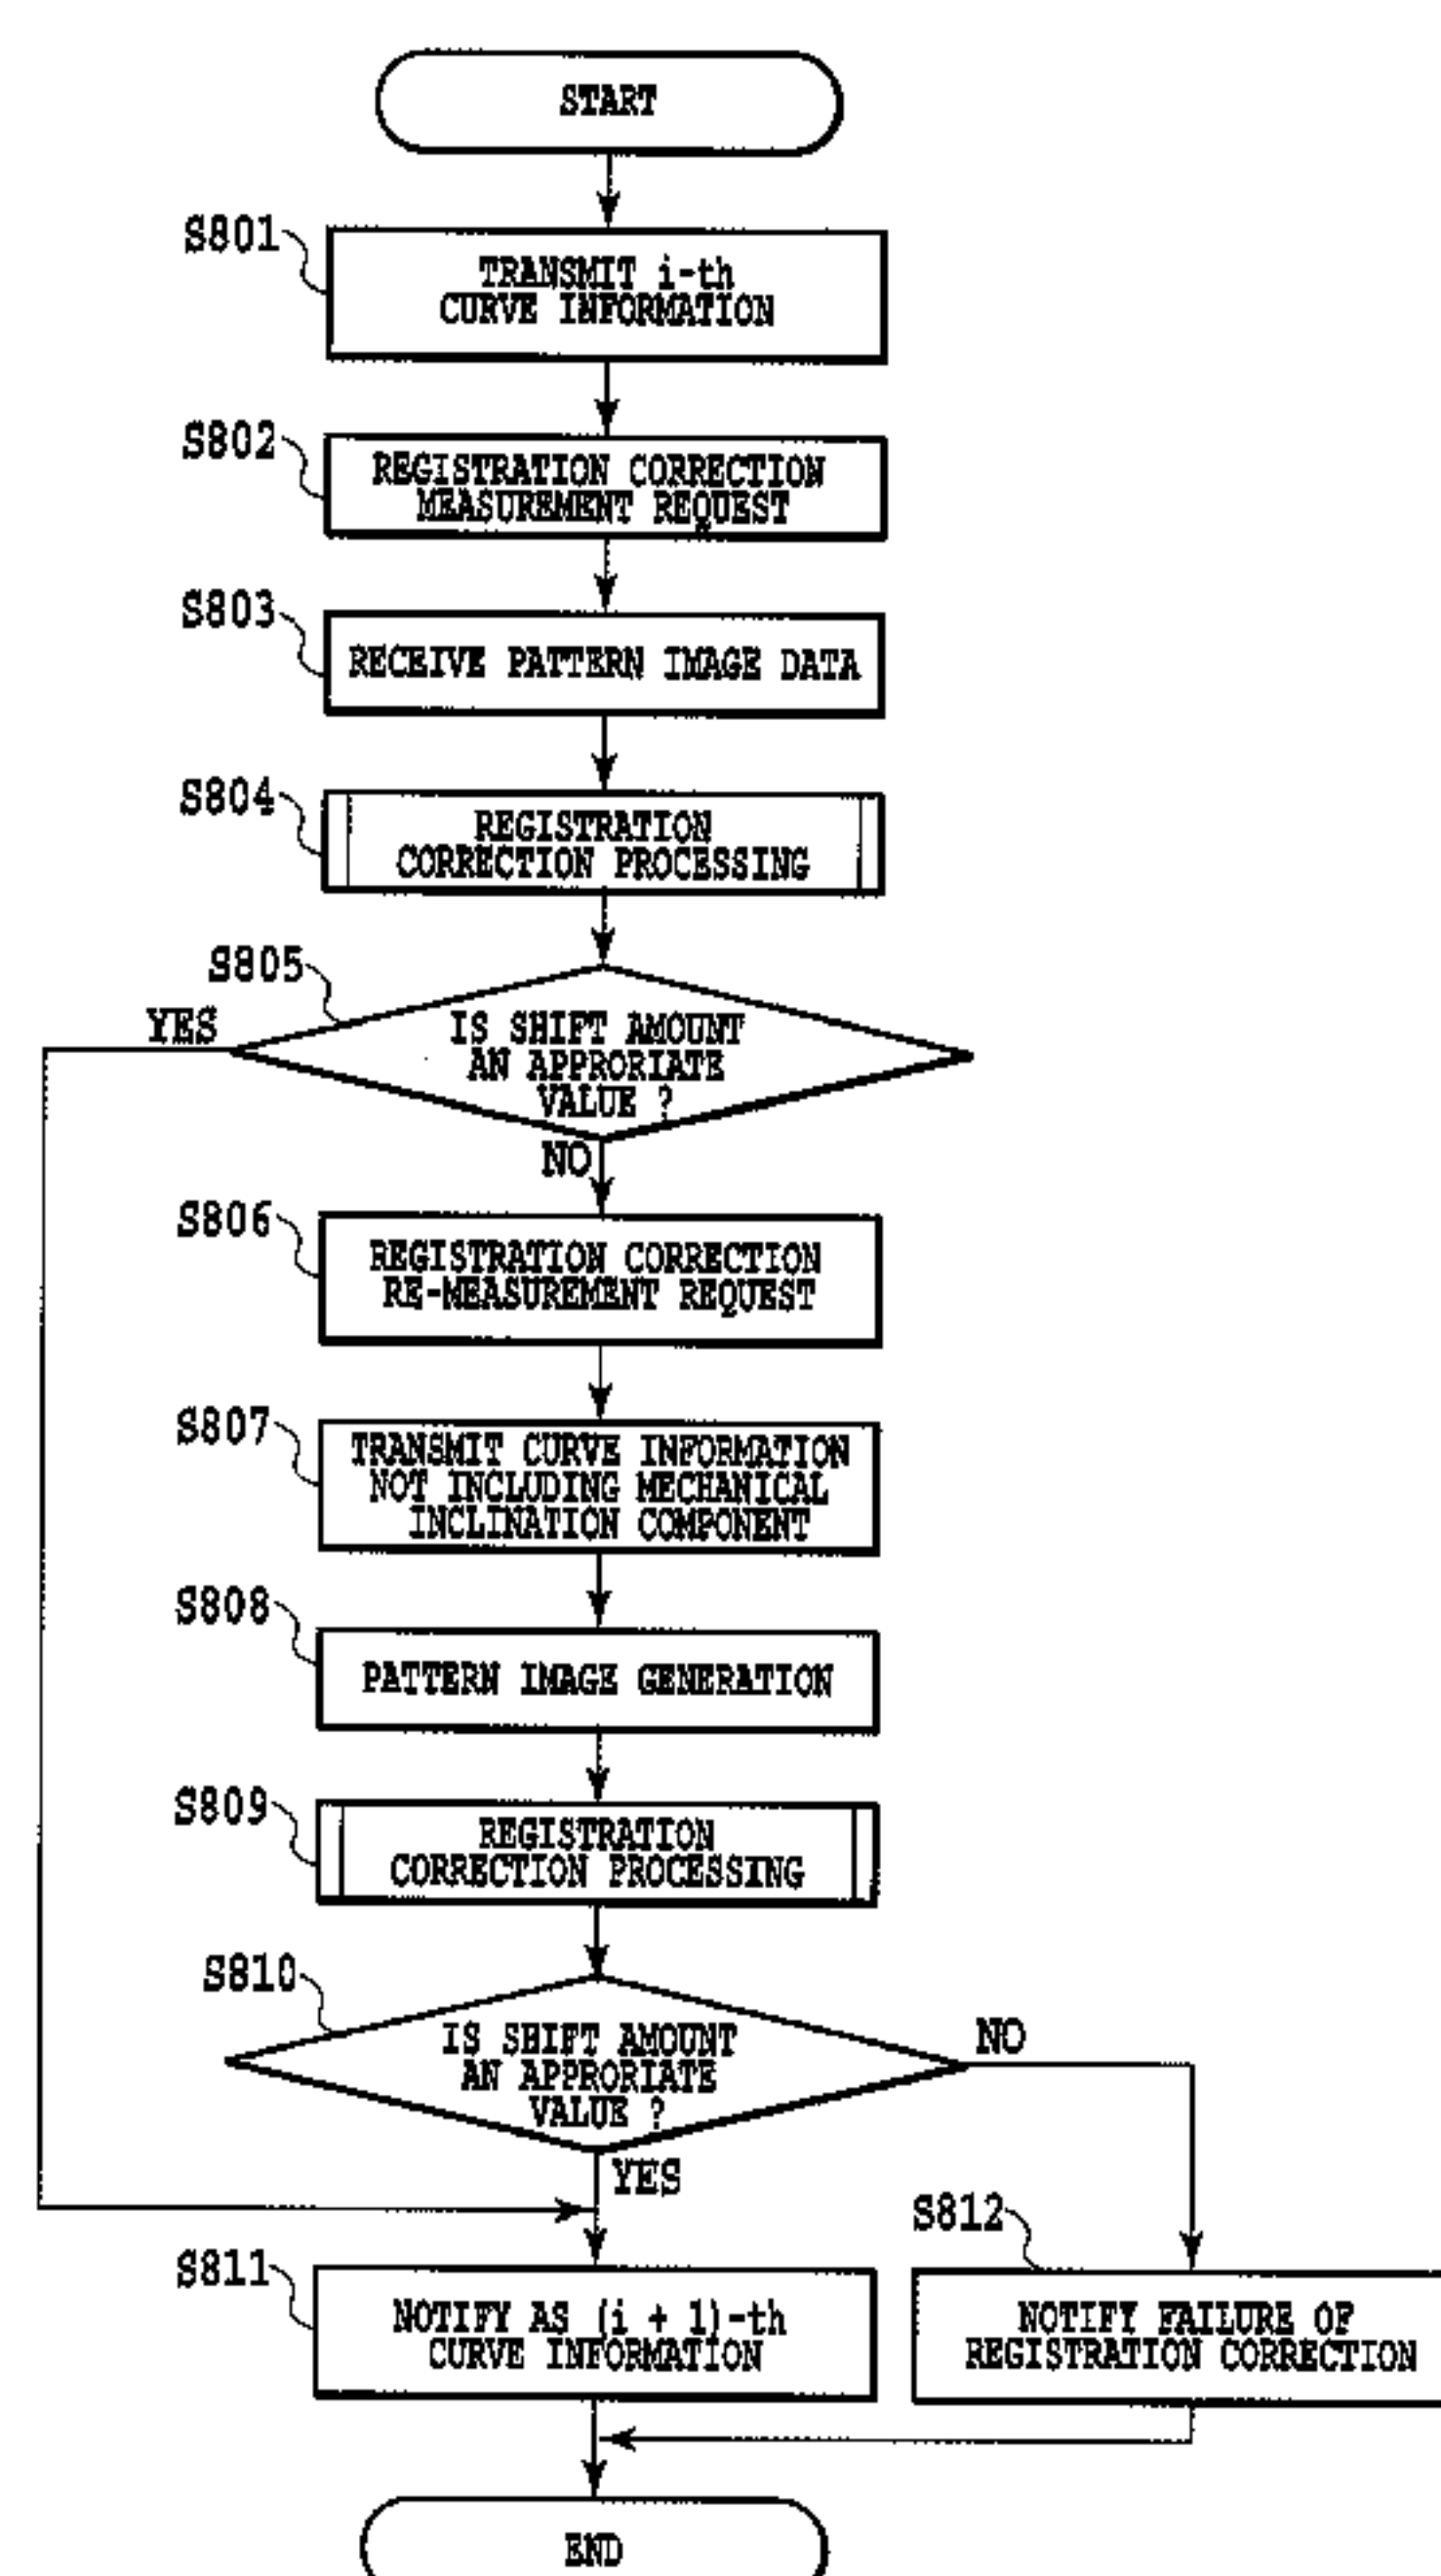 START
S801
TRANSMIT i-th
CURVE INFORMATION
S802
REGISTRATION CORRECTION
MEASUREMENT REQUEST
S803
RECEIVE PATTERN IMAGE DATA
S804
REGISTRATION
CORRECTION PROCESSING
S805
YES
IS SHIFT AMOUNT
AN APPRORIATE
VALUE ?
NO
S806
REGISTRATION CORRECTION
RE-MEASUREMENT REQUEST
S807
TRANSMIT CURVE INFORMATION
NOT INCLUDING MECHANICAL
INCLINATION COMPONENT
S808
PATTERN IMAGE GENERATION
S809
REGISTRATION
CORRECTION PROCESSING
S810
IS SHIFT AMOUNT
AN APPRORIATE
VALUE ?
NO
YES
S811
NOTIFY AS (i + 1)-th
CURVE INFORMATION
S812
NOTIFY FAILURE OF
REGISTRATION CORRECTION
END